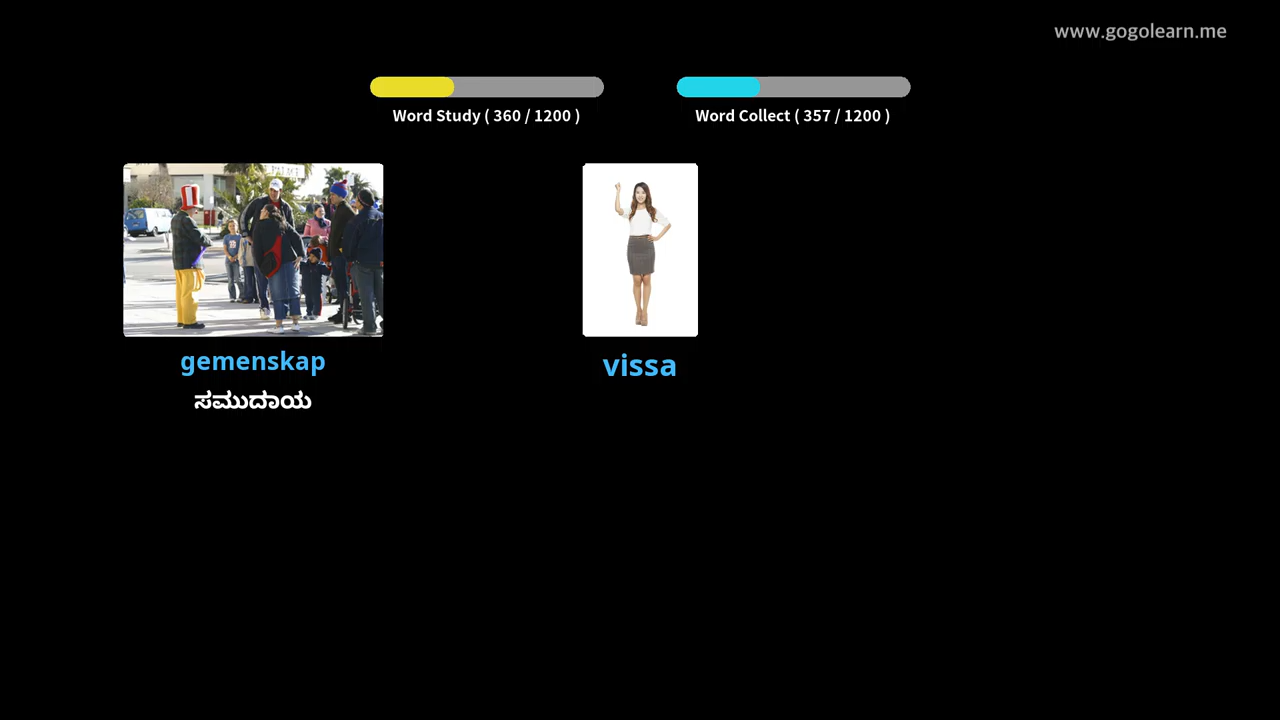 www.gogolearn.me
Word Study ( 360 / 1200 )
Word Collect ( 357 / 1200 )
gemenskap
ಸಮುದಾಯ
vissa